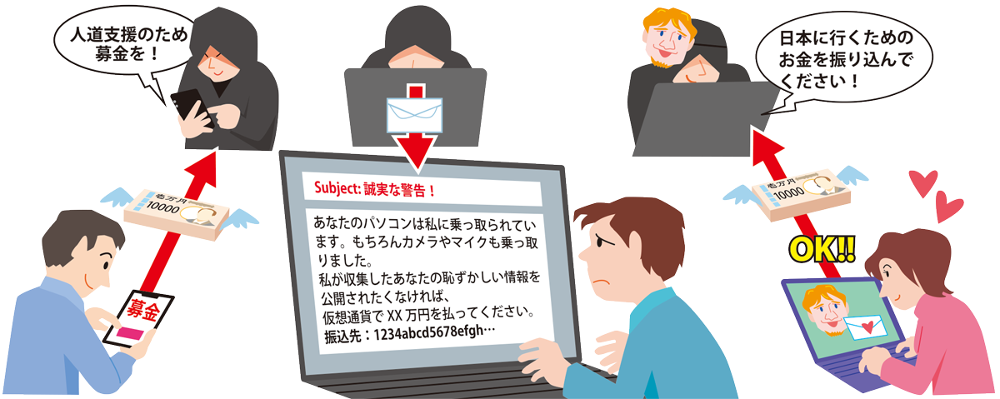 人道支援のため
募金を！
募金
壱万円
10000
Subject: 誠実な警告！
あなたのパソコンは私に乗っ取られてい
ます。もちろんカメラやマイクも乗っ取
りました。
私が収集したあなたの恥ずかしい情報を
公開されたくなければ、
仮想通貨で XX 万円を払ってください。
振込先：1234abcd5678efgh…
日本に行くための
お金を振り込んで
ください！
壱万円
10000
OK!!